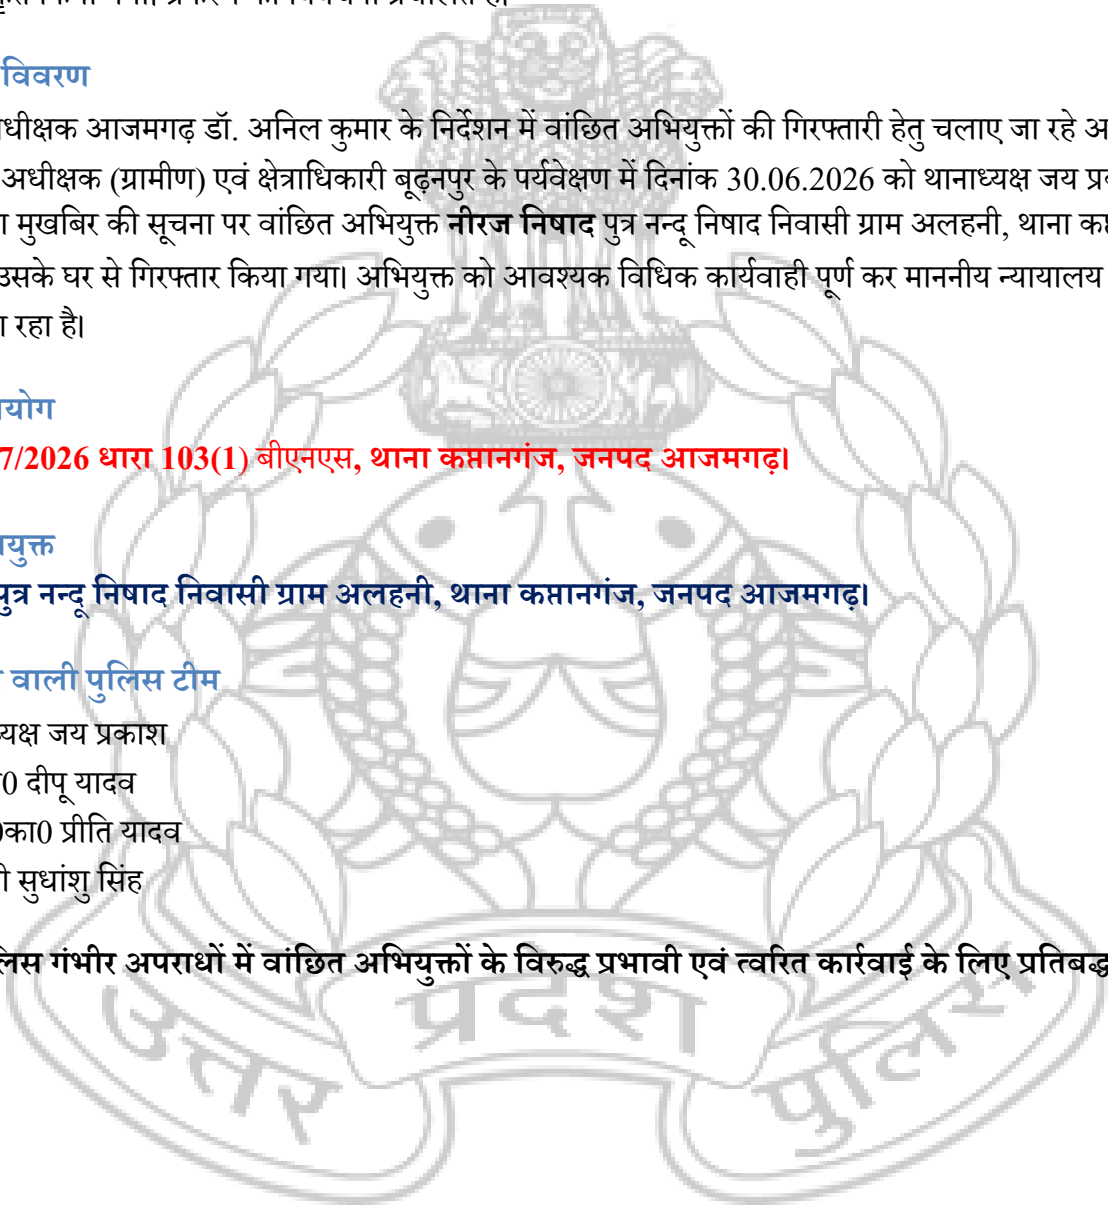 विवरण
धीक्षक आजमगढ़ डॉ. अनिल कुमार के निर्देशन में वांछित अभियुक्तों की गिरफ्तारी हेतु चलाए जा रहे अ
अधीक्षक (ग्रामीण) एवं क्षेत्राधिकारी बूढ़नपुर के पर्यवेक्षण में दिनांक 30.06.2026 को थानाध्यक्ष जय प्र
मुखबिर की सूचना पर वांछित अभियुक्त नीरज निषाद पुत्र नन्दू निषाद निवासी ग्राम अलहनी, थाना कप्त
उसके घर से गिरफ्तार किया गया। अभियुक्त को आवश्यक विधिक कार्यवाही पूर्ण कर माननीय न्यायालय
रहा है।
योग
7/2026 धारा 103(1) बीएनएस, थाना कप्तानगंज, जनपद आजमगढ़।
युक्त
पुत्र नन्दू निषाद निवासी ग्राम अलहनी, थाना कप्तानगंज, जनपद आजमगढ़।
वाली पुलिस टीम
यक्ष जय प्रकाश
0 दीपू यादव
0का0 प्रीति यादव
सुधांशु सिंह
लिस गंभीर अपराधों में वांछित अभियुक्तों के विरुद्ध प्रभावी एवं त्वरित कार्रवाई के लिए प्रतिबद्ध
उत्तर प्रदेश पुलिस